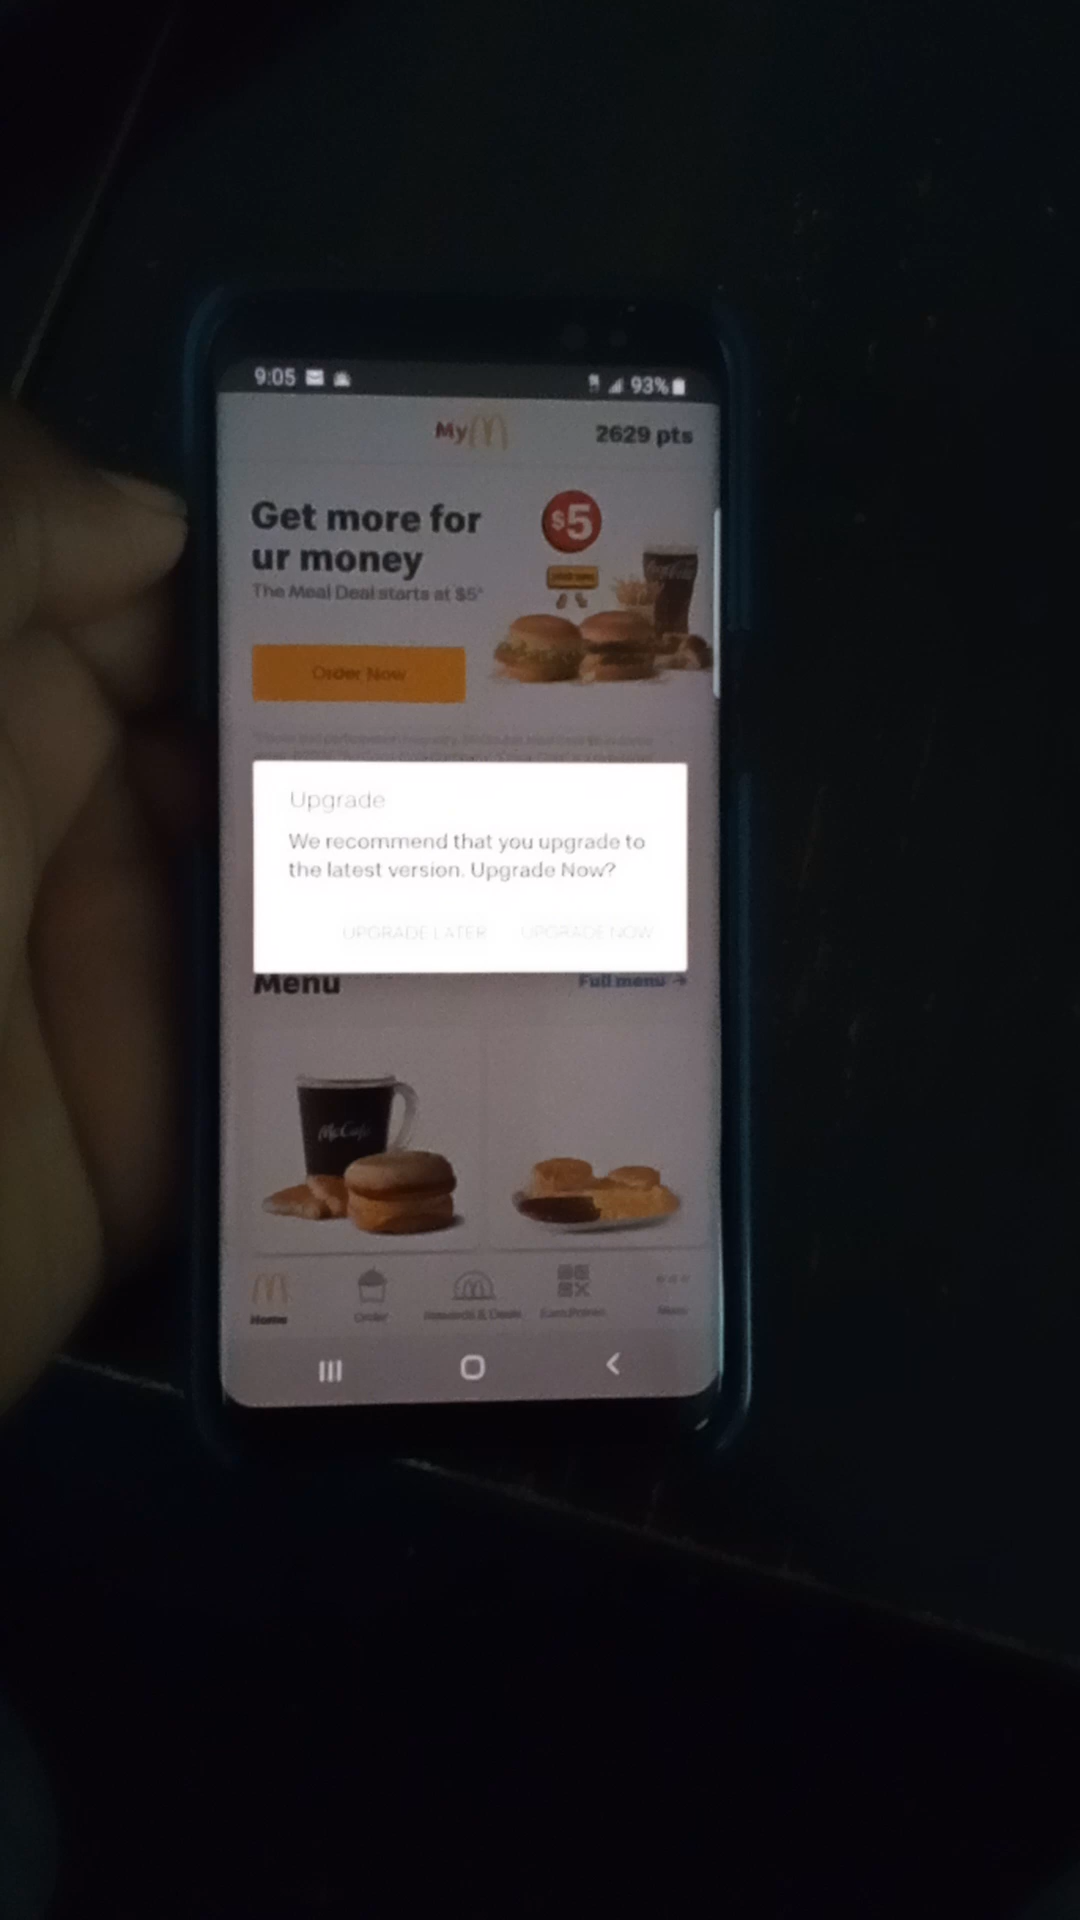 9:05 93%
My
2629 pts
Get more for
ur money
The Meal Deal starts at $5*
$5
Order Now
Upgrade
We recommend that you upgrade to
the latest version. Upgrade Now?
UPGRADE LATER UPGRADE NOW
Menu
Full menu →
McCafé
Home
Order
Rewards & Deals
More